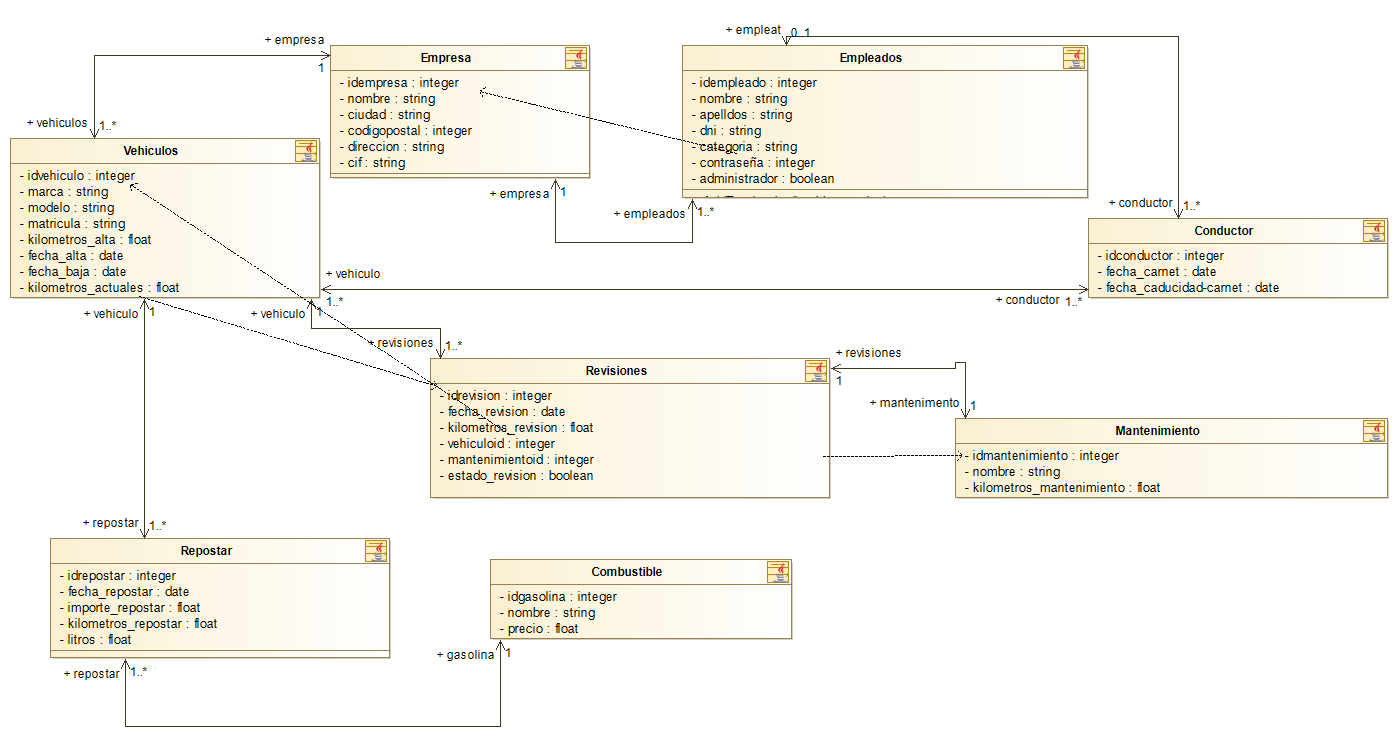 + empresa
1
+ vehiculos
1..*
Empresa
- idempresa : integer
- nombre : string
- ciudad : string
- codigopostal : integer
- direccion : string
- cif : string
+ empleat
0..1
Empleados
- idempleado : integer
- nombre : string
- apelldos : string
- dni : string
- categoria : string
- contraseña : integer
- administrador : boolean
+ empresa
1
+ empleados
1..*
+ conductor
1..*
Vehiculos
- idvehiculo : integer
- marca : string
- modelo : string
- matricula : string
- kilometros_alta : float
- fecha_alta : date
- fecha_baja : date
- kilometros_actuales : float
Conductor
- idconductor : integer
- fecha_carnet : date
- fecha_caducidad-carnet : date
+ vehiculo
1..*
+ conductor
1..*
+ vehiculo
1
+ vehiculo
1
+ revisiones
1..*
Revisiones
- idrevision : integer
- fecha_revision : date
- kilometros_revision : float
- vehiculoid : integer
- mantenimientoid : integer
- estado_revision : boolean
+ revisiones
1
+ mantenimento
1
Mantenimiento
- idmantenimiento : integer
- nombre : string
- kilometros_mantenimiento : float
+ repostar
1..*
Repostar
- idrepostar : integer
- fecha_repostar : date
- importe_repostar : float
- kilometros_repostar : float
- litros : float
Combustible
- idgasolina : integer
- nombre : string
- precio : float
+ repostar
1..*
+ gasolina
1